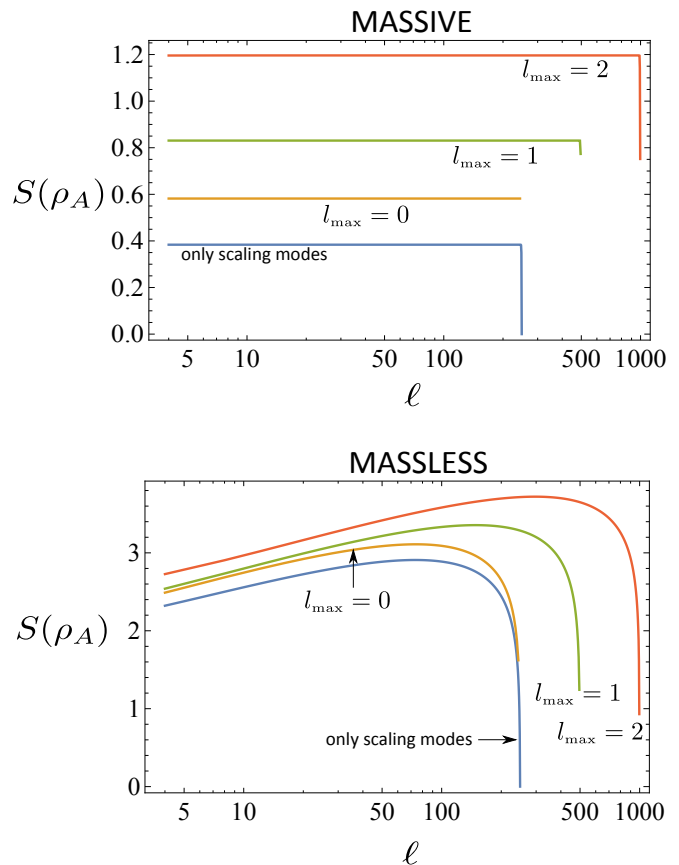 MASSIVE
1.2
1.0
0.8
0.6
0.4
0.2
0.0
S(ρ_A)
l_max = 2
l_max = 1
l_max = 0
only scaling modes
5 10 50 100 500 1000
ℓ
MASSLESS
3
2
1
0
S(ρ_A)
l_max = 0
l_max = 1
l_max = 2
only scaling modes
5 10 50 100 500 1000
ℓ